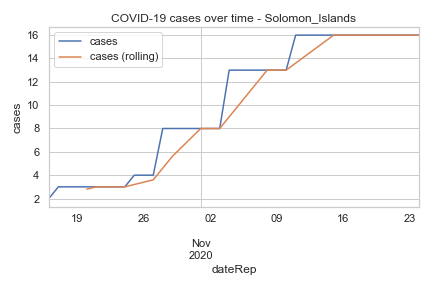 COVID-19 cases over time - Solomon_Islands
cases
cases (rolling)
cases
16
14
12
10
8
6
4
2
19
26
02
09
16
23
Nov
2020
dateRep